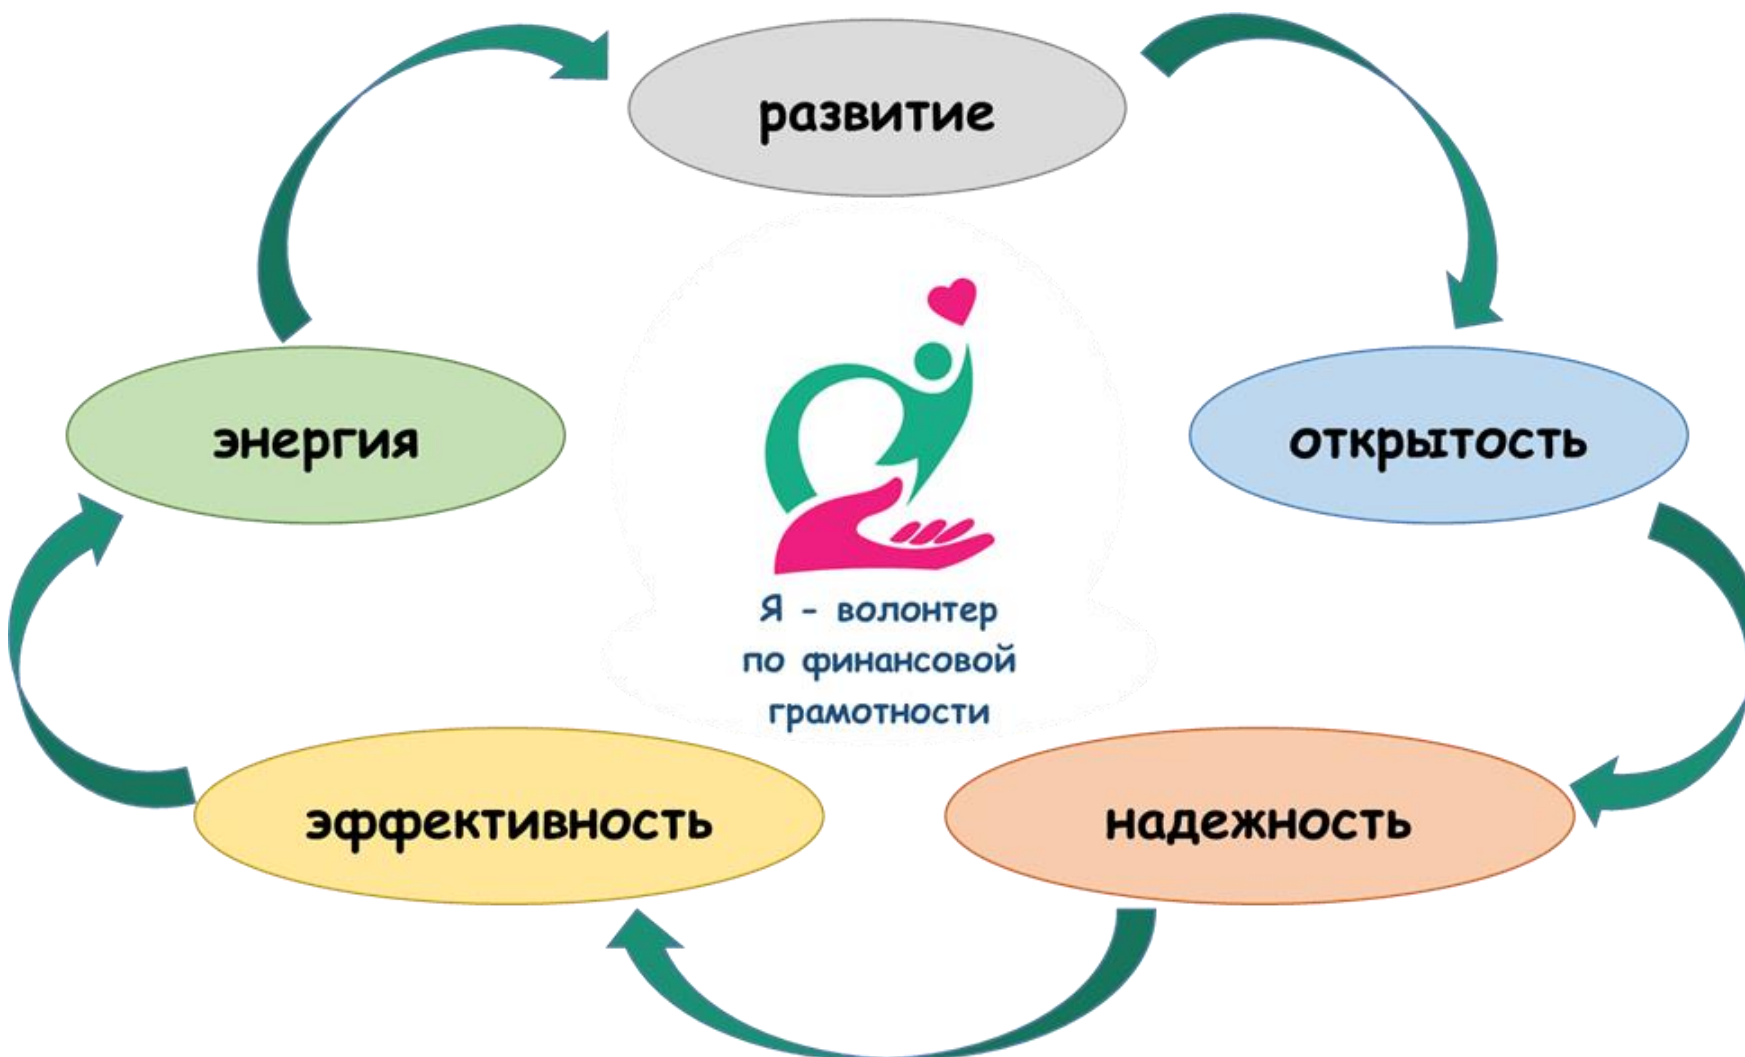 развитие
энергия
открытость
Я - волонтер
по финансовой
грамотности
эффективность
надежность